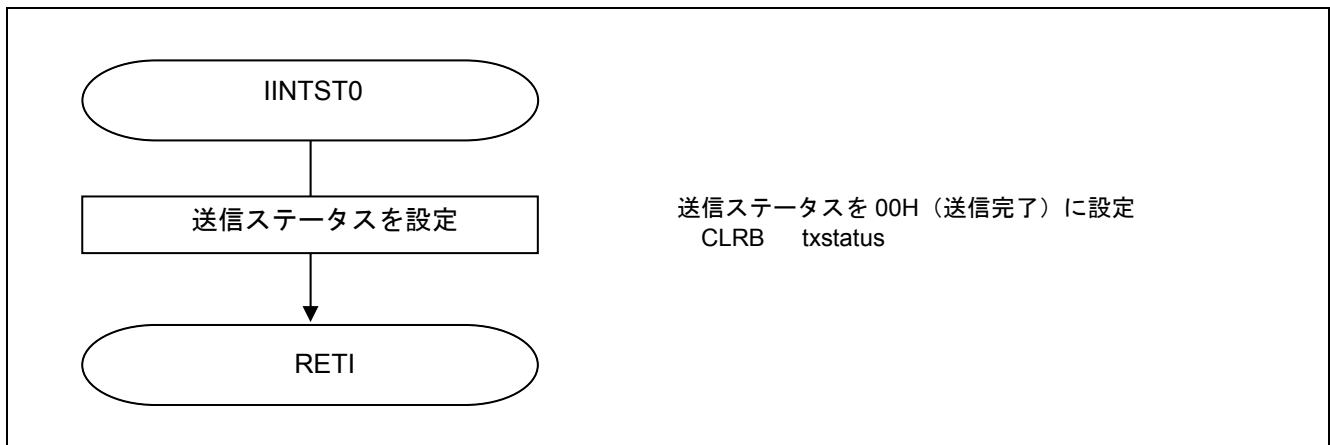 IINTST0
送信ステータスを設定
送信ステータスを 00H（送信完了）に設定
CLRB txstatus
RETI